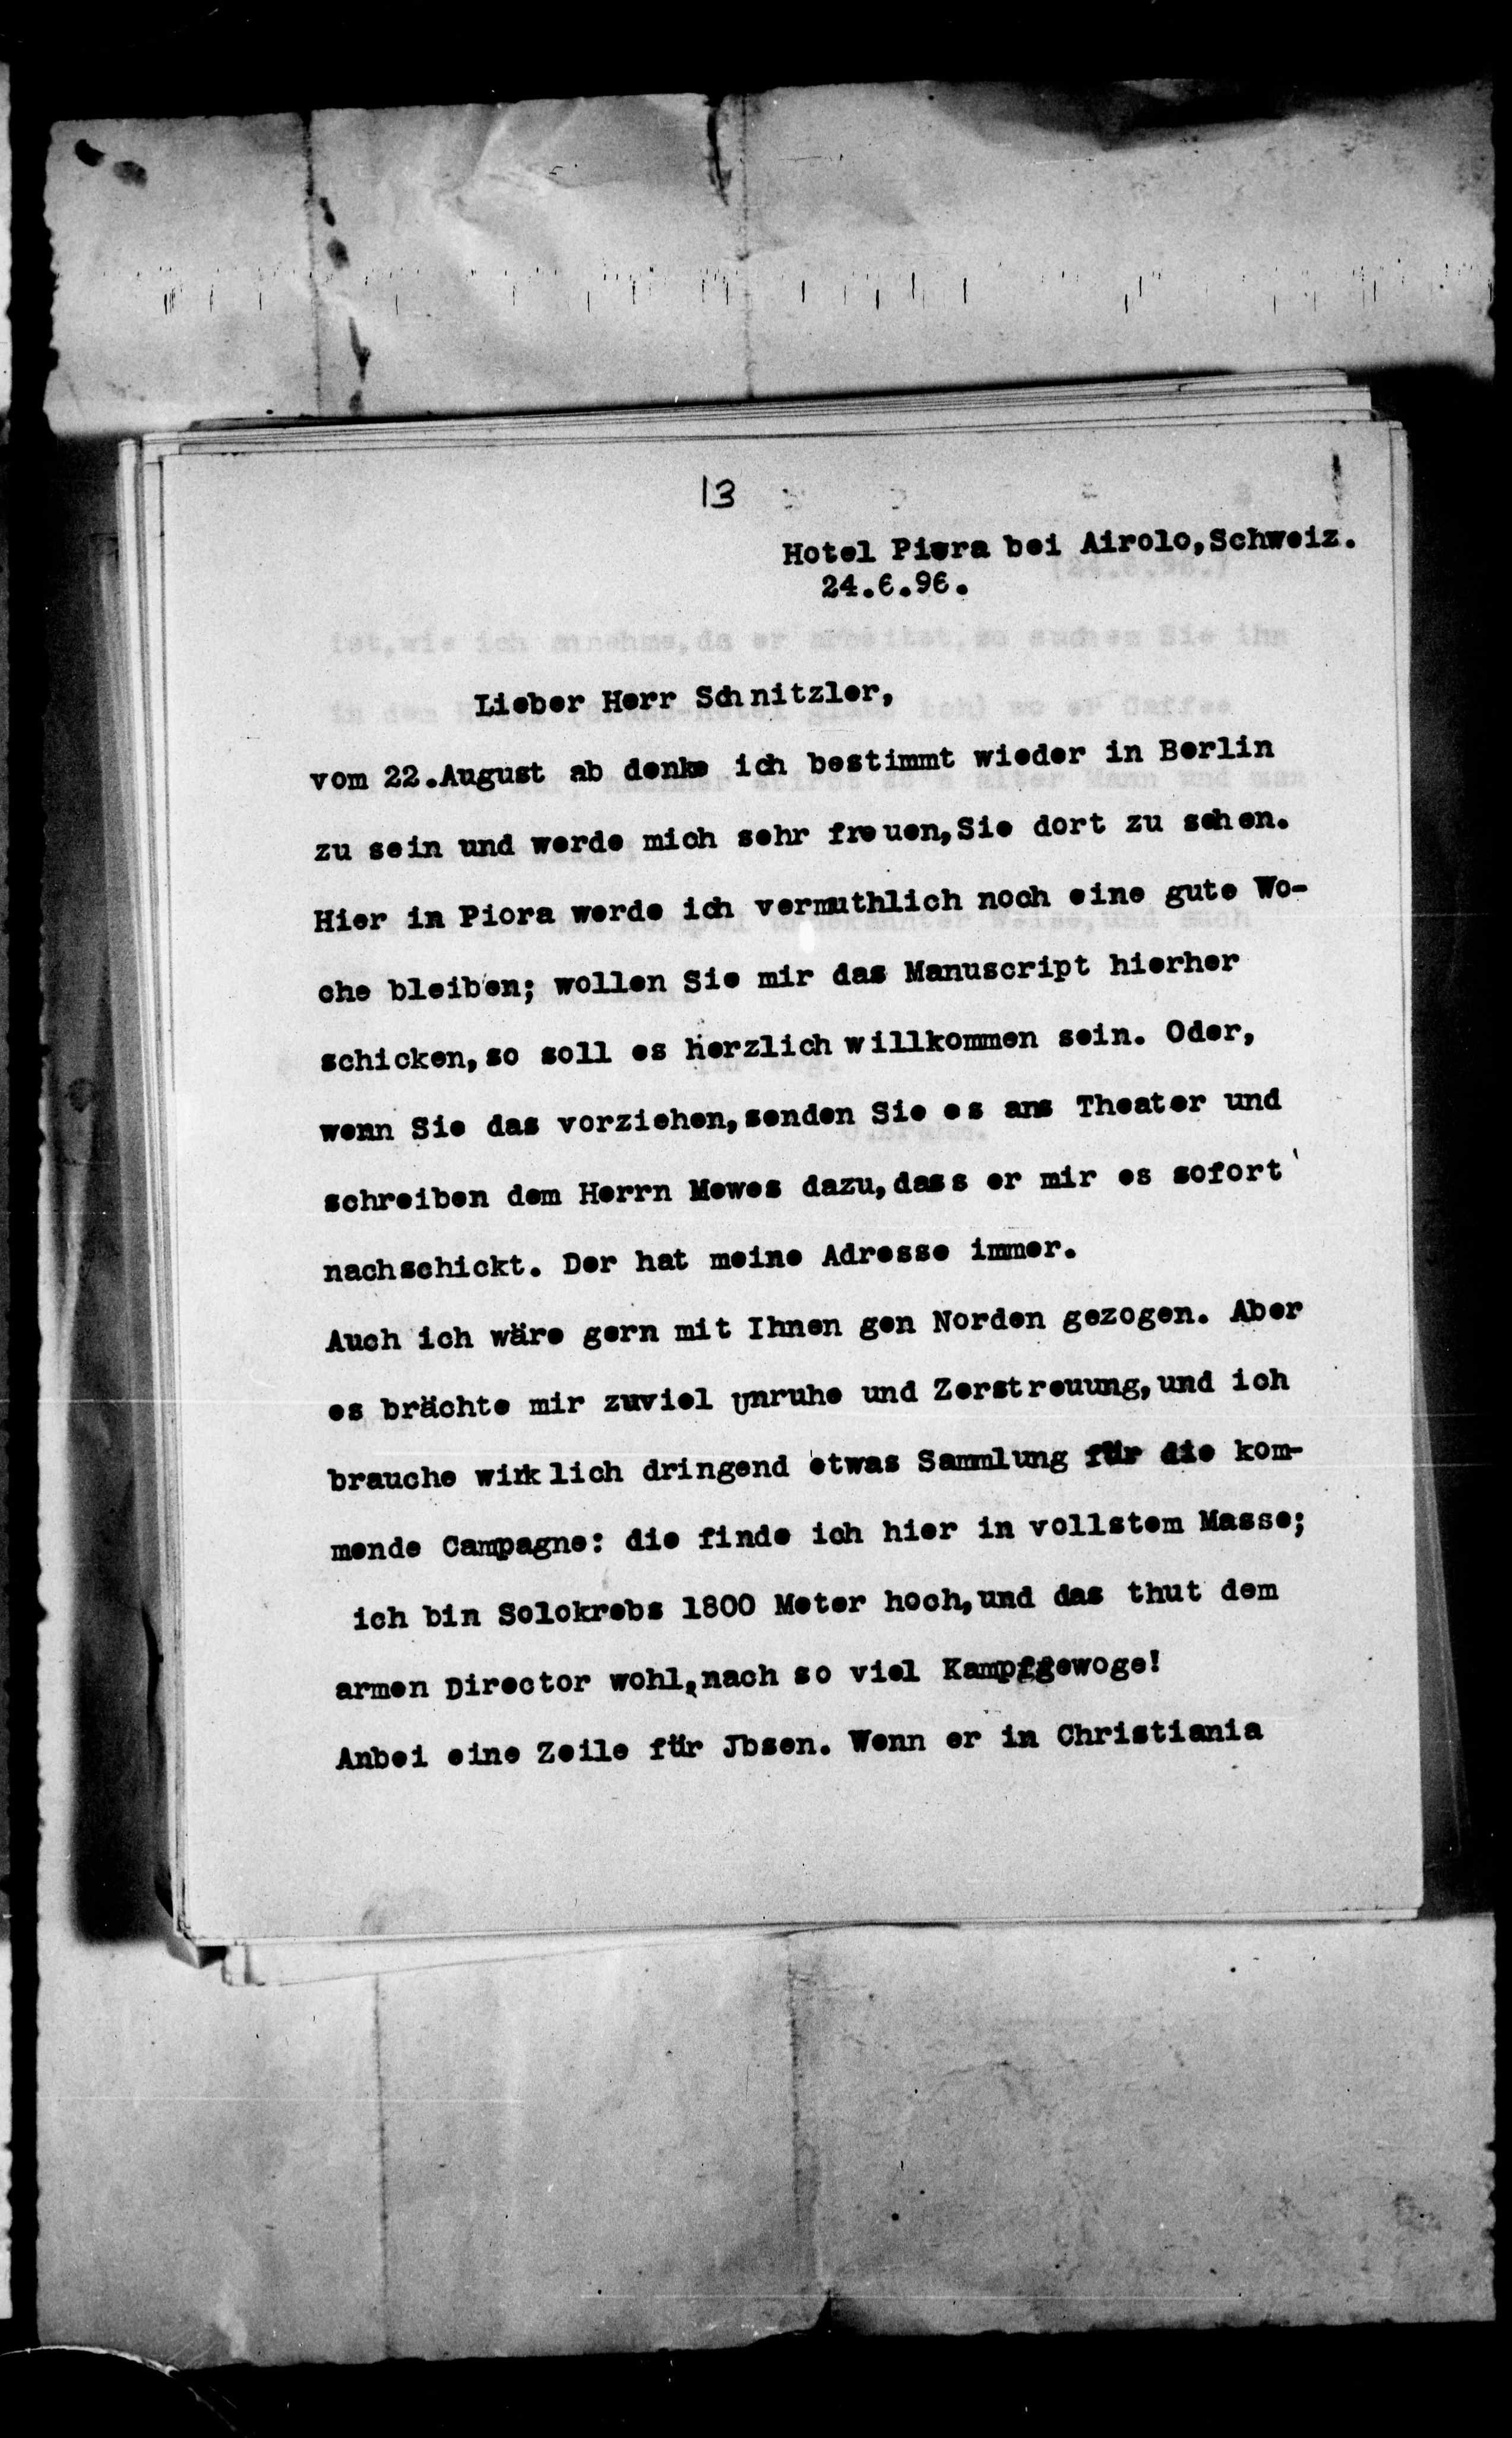 13
Hotel Piora bei Airolo,Schweiz.
24.6.96.
Lieber Herr Schnitzler,
vom 22.August ab denke ich bestimmt wieder in Berlin
zu sein und werde mich sehr freuen,Sie dort zu sehen.
Hier in Piora werde ich vermuthlich noch eine gute Wo-
che bleiben; wollen Sie mir das Manuscript hierher
schicken,so soll es herzlich willkommen sein. Oder,
wenn Sie das vorziehen,senden Sie es ans Theater und
schreiben dem Herrn Mewes dazu,dass er mir es sofort
nachschickt. Der hat meine Adresse immer.
Auch ich wäre gern mit Ihnen gen Norden gezogen. Aber
es brächte mir zuviel Unruhe und Zerstreuung,und ich
brauche wirklich dringend etwas Sammlung für die kom-
mende Campagne: die finde ich hier in vollstem Masse;
ich bin Solokrebs 1800 Meter hoch,und das thut dem
armen Director wohl,nach so viel Kampfgewoge!
Anbei eine Zeile für Jbsen. Wenn er in Christiania